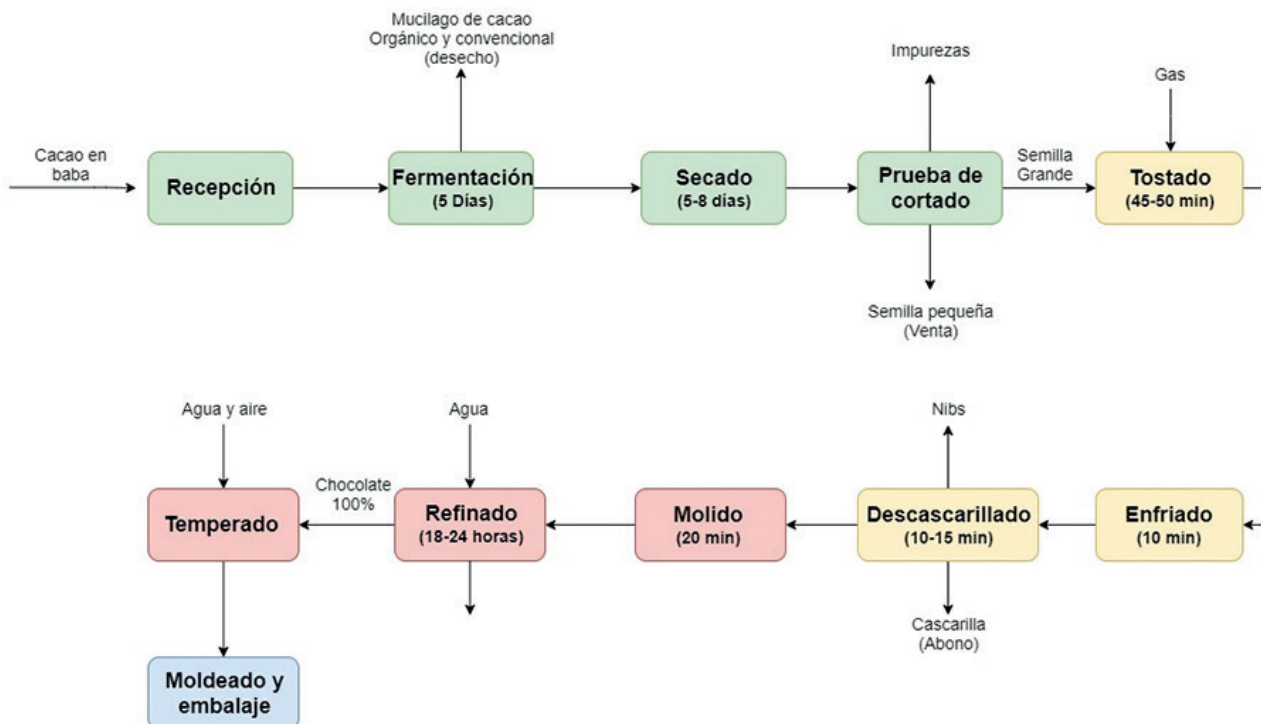 Mucilago de cacao
Orgánico y convencional
(desecho)
Impurezas
Gas
Cacao en
baba
Recepción
Fermentación
(5 Días)
Secado
(5-8 días)
Prueba de
cortado
Semilla
Grande
Tostado
(45-50 min)
Semilla pequeña
(Venta)
Agua y aire
Agua
Nibs
Temperado
Chocolate
100%
Refinado
(18-24 horas)
Molido
(20 min)
Descascarillado
(10-15 min)
Enfriado
(10 min)
Cascarilla
(Abono)
Moldeado y
embalaje